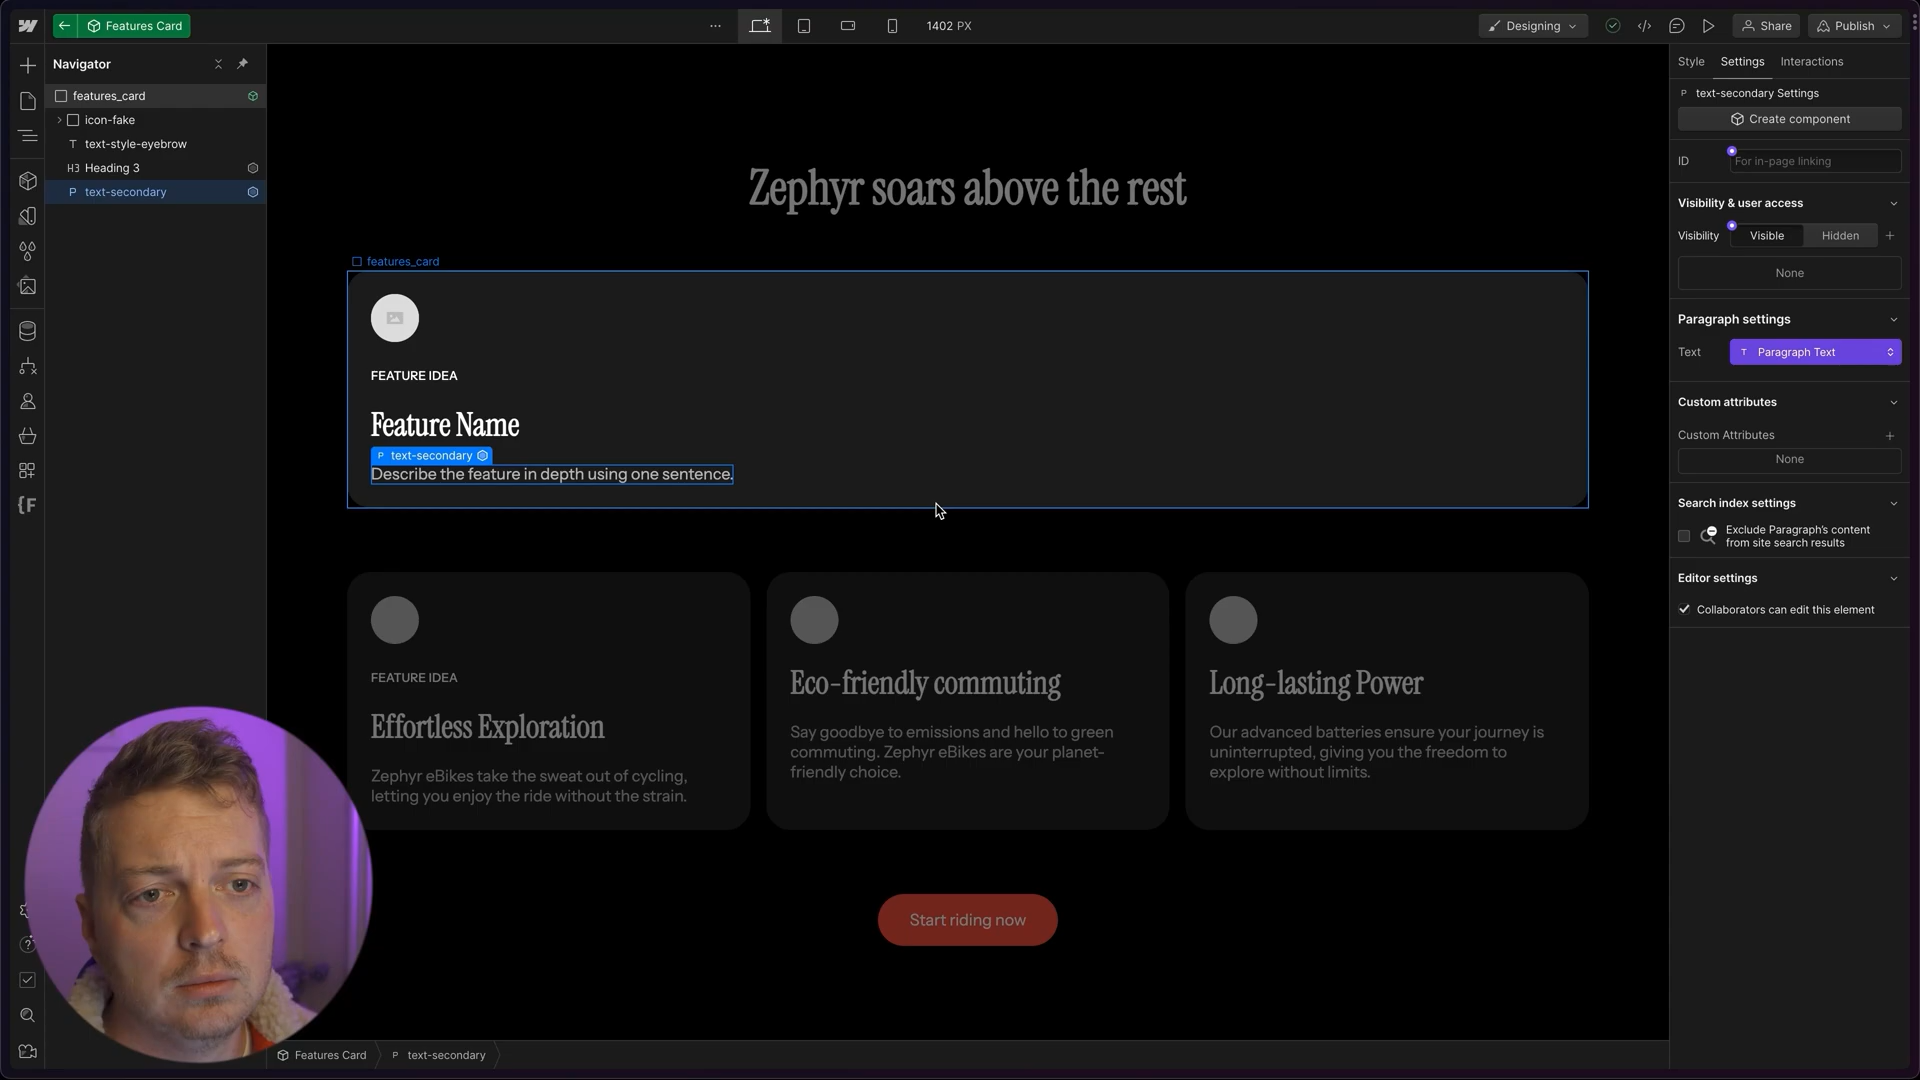 Features Card
...
1402 PX
Designing
Share
Publish
Navigator
features_card
icon-fake
T text-style-eyebrow
H3 Heading 3
P text-secondary
Zephyr soars above the rest
features_card
FEATURE IDEA
Feature Name
P text-secondary
Describe the feature in depth using one sentence.
FEATURE IDEA
Effortless Exploration
Zephyr eBikes take the sweat out of cycling,
letting you enjoy the ride without the strain.
Eco-friendly commuting
Say goodbye to emissions and hello to green
commuting. Zephyr eBikes are your planet-
friendly choice.
Long-lasting Power
Our advanced batteries ensure your journey is
uninterrupted, giving you the freedom to
explore without limits.
Start riding now
Features Card
P text-secondary
Style Settings Interactions
P text-secondary Settings
Create component
ID For in-page linking
Visibility & user access
Visibility Visible Hidden
None
Paragraph settings
Text T Paragraph Text
Custom attributes
Custom Attributes
None
Search index settings
Exclude Paragraph's content
from site search results
Editor settings
Collaborators can edit this element